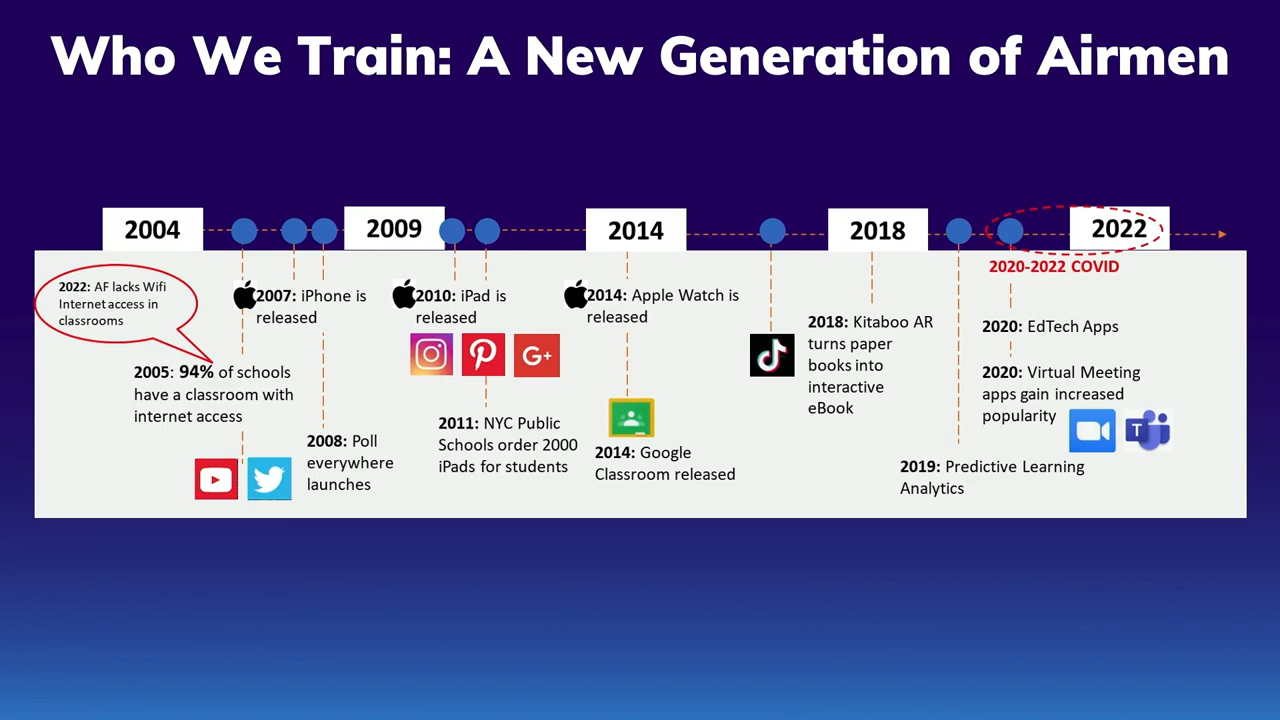 Who We Train: A New Generation of Airmen
2004
2009
2014
2018
2022
2020-2022 COVID
2022: AF lacks Wifi
Internet access in
classrooms
2005: 94% of schools
have a classroom with
internet access
2007: iPhone is
released
2008: Poll
everywhere
launches
2010: iPad is
released
G+
2011: NYC Public
Schools order 2000
iPads for students
2014: Apple Watch is
released
2014: Google
Classroom released
2018: Kitaboo AR
turns paper
books into
interactive
eBook
2019: Predictive Learning
Analytics
2020: EdTech Apps
2020: Virtual Meeting
apps gain increased
popularity
T